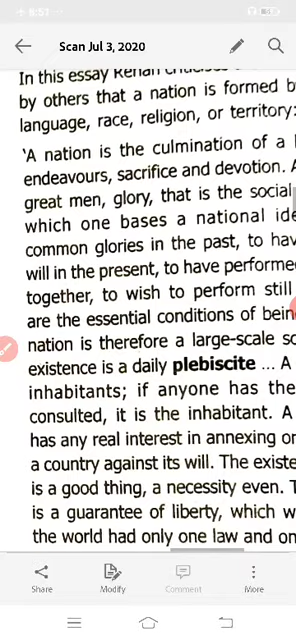 8:57
Scan Jul 3, 2020
In this essay Renan criticises
by others that a nation is formed b
language, race, religion, or territory:
'A nation is the culmination of a
endeavours, sacrifice and devotion. A
great men, glory, that is the social
which one bases a national ide
common glories in the past, to hav
will in the present, to have performe
together, to wish to perform still
are the essential conditions of bein
nation is therefore a large-scale so
existence is a daily plebiscite ... A
inhabitants; if anyone has the
consulted, it is the inhabitant. A
has any real interest in annexing or
a country against its will. The existe
is a good thing, a necessity even. T
is a guarantee of liberty, which w
the world had only one law and on
Share Modify Comment More